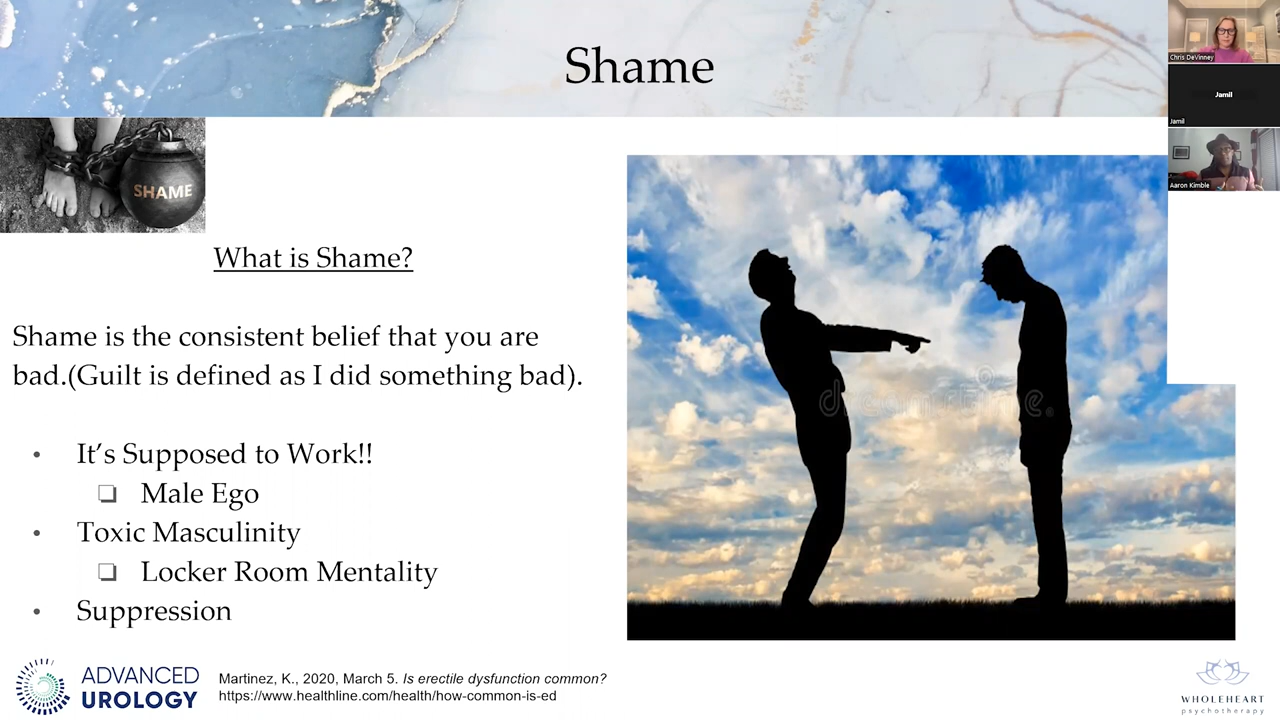 Shame
Chris DeVinney
Jamil
Jamil
Aaron Kimble
SHAME
What is Shame?
Shame is the consistent belief that you are
bad.(Guilt is defined as I did something bad).
• It’s Supposed to Work!!
❏ Male Ego
• Toxic Masculinity
❏ Locker Room Mentality
• Suppression
dreamstime.
ADVANCED
UROLOGY
Martinez, K., 2020, March 5. Is erectile dysfunction common?
https://www.healthline.com/health/how-common-is-ed
WHOLEHEART
psychotherapy